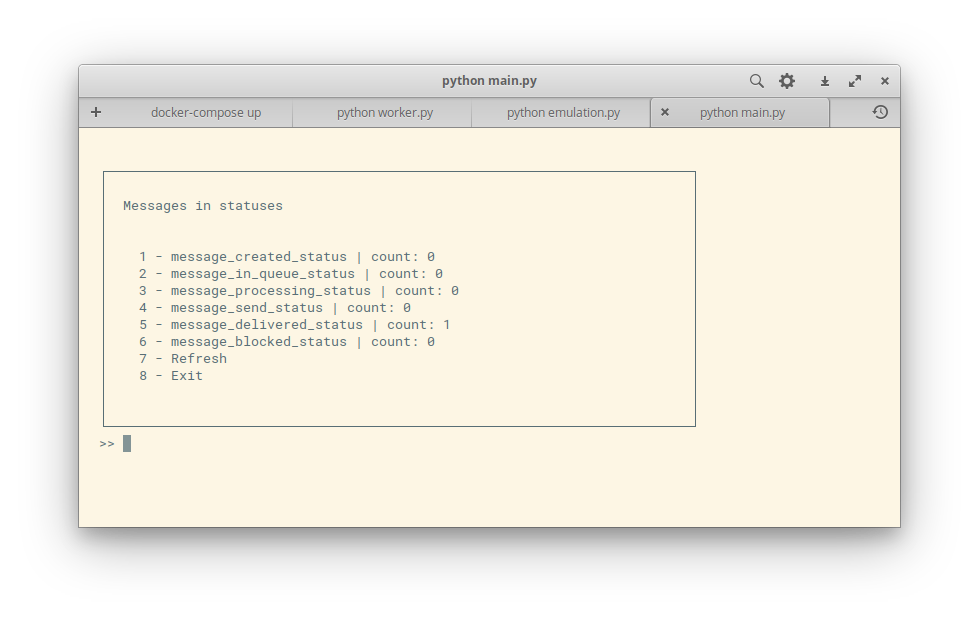 python main.py
docker-compose up
python worker.py
python emulation.py
python main.py
Messages in statuses
1 - message_created_status | count: 0
2 - message_in_queue_status | count: 0
3 - message_processing_status | count: 0
4 - message_send_status | count: 0
5 - message_delivered_status | count: 1
6 - message_blocked_status | count: 0
7 - Refresh
8 - Exit
>>